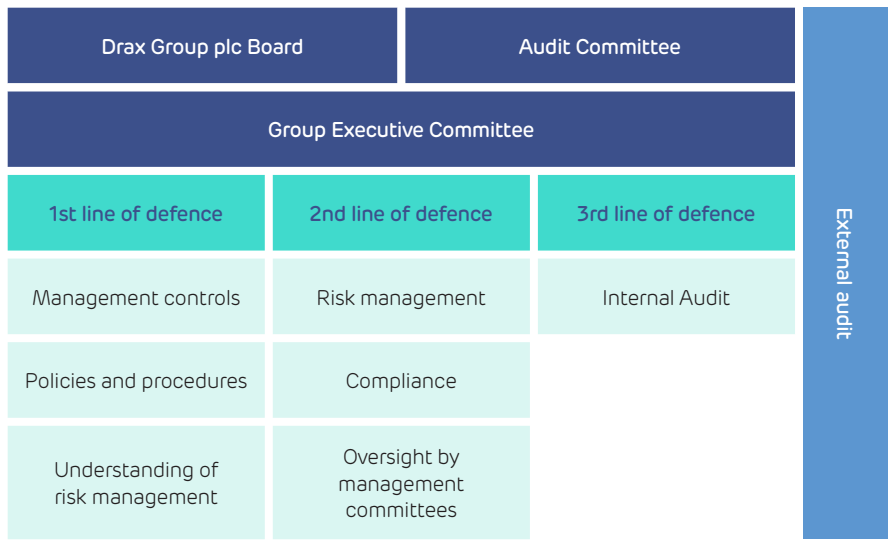 Drax Group plc Board
Audit Committee
Group Executive Committee
1st line of defence
2nd line of defence
3rd line of defence
Management controls
Risk management
Internal Audit
Policies and procedures
Compliance
Understanding of
risk management
Oversight by
management
committees
External audit